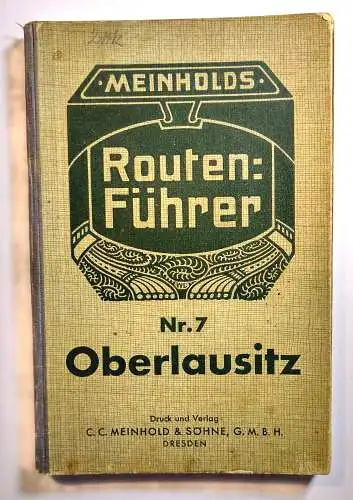 · MEINHOLDS ·
Routen=
Führer
Nr. 7
Oberlausitz
Druck und Verlag
C. C. MEINHOLD & SÖHNE, G. M. B. H.
DRESDEN